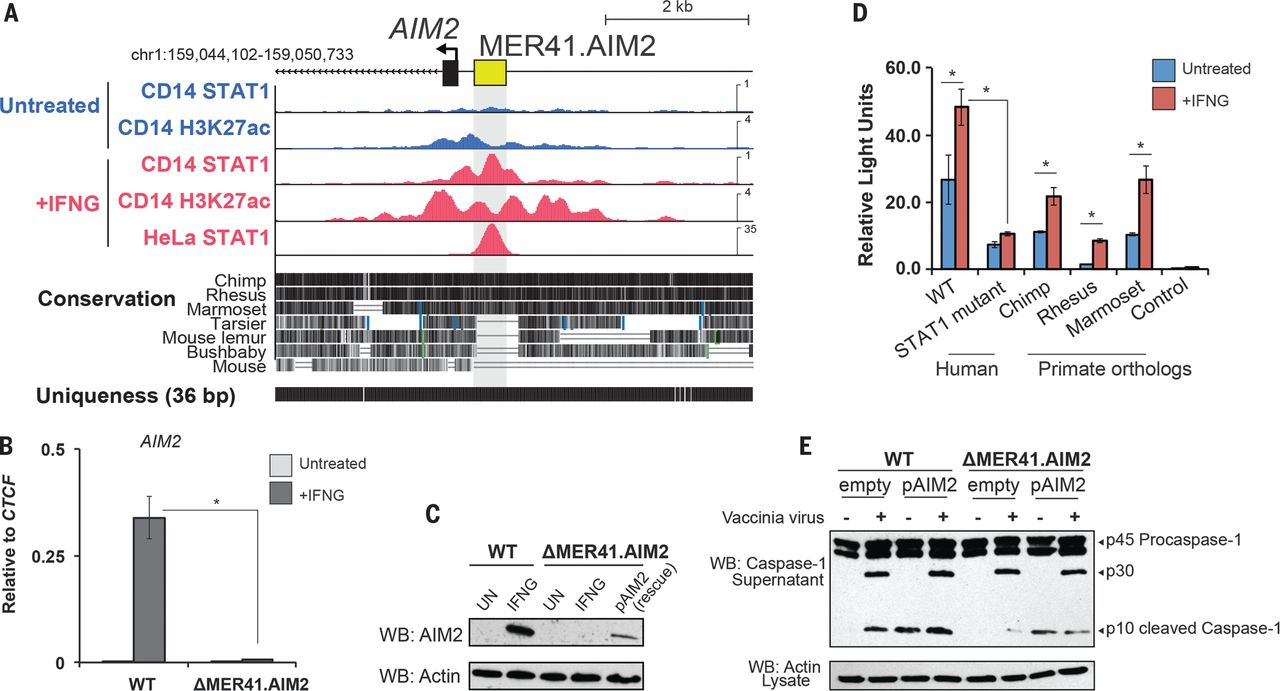 A
2 kb
AIM2
MER41.AIM2
chr1:159,044,102-159,050,733
Untreated
CD14 STAT1
1
CD14 H3K27ac
4
+IFNG
CD14 STAT1
1
CD14 H3K27ac
4
HeLa STAT1
35
Conservation
Chimp
Rhesus
Marmoset
Tarsier
Mouse lemur
Bushbaby
Mouse
Uniqueness (36 bp)
B
AIM2
Relative to CTCF
0.5
0.25
0
Untreated
+IFNG
*
WT
ΔMER41.AIM2
C
WT
ΔMER41.AIM2
UN
IFNG
UN
IFNG
pAIM2
(rescue)
WB: AIM2
WB: Actin
D
Relative Light Units
60.0
40.0
20.0
0.0
Untreated
+IFNG
*
*
*
*
*
WT
STAT1 mutant
Chimp
Rhesus
Marmoset
Control
Human
Primate orthologs
E
WT
ΔMER41.AIM2
empty pAIM2 empty pAIM2
Vaccinia virus - + - + - + - +
WB: Caspase-1
Supernatant
p45 Procaspase-1
p30
p10 cleaved Caspase-1
WB: Actin
Lysate